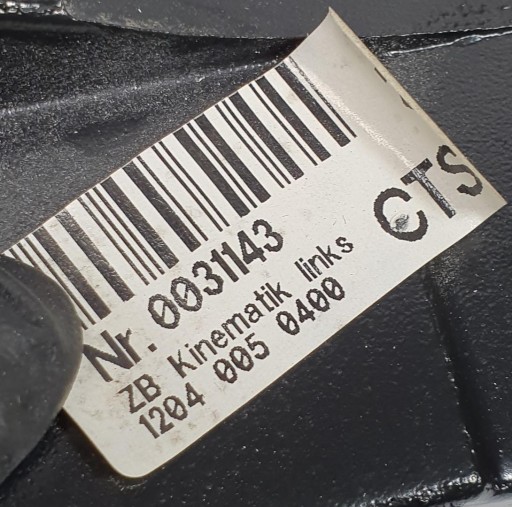 CTS
Nr. 0031143
ZB Kinematik links
1204 005 0400